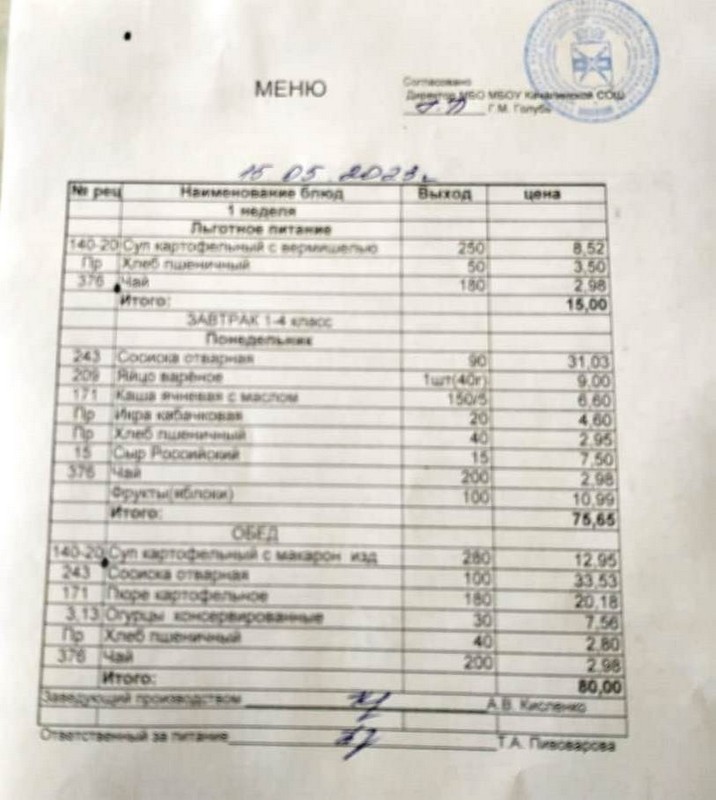 МЕНЮ
Согласовано
Директор МБО МБОУ Качалинской СОШ
Г.М. Голубь
15 05. 2023 г
№ рец Наименование блюд Выход цена
1 неделя
Льготное питание
140-20 Суп картофельный с вермишелью 250 8,52
Пр Хлеб пшеничный 50 3,50
376 Чай 180 2,98
Итого: 15,00
ЗАВТРАК 1-4 класс
Понедельник
243 Сосиска отварная 90 31,03
209 Яйцо варёное 1шт(40г) 9,00
171 Каша ячневая с маслом 150/5 6,60
Пр Икра кабачковая 20 4,60
Пр Хлеб пшеничный 40 2,95
15 Сыр Российский 15 7,50
376 Чай 200 2,98
Фрукты(яблоки) 100 10,99
Итого: 75,65
ОБЕД
140-20 Суп картофельный с макарон изд 280 12,95
243 Сосиска отварная 100 33,53
171 Пюре картофельное 180 20,18
3,13 Огурцы консервированные 30 7,56
Пр Хлеб пшеничный 40 2,80
376 Чай 200 2,98
Итого: 80,00
Заведующий производством А.В. Кисленко
Ответственный за питание Т.А. Пивоварова